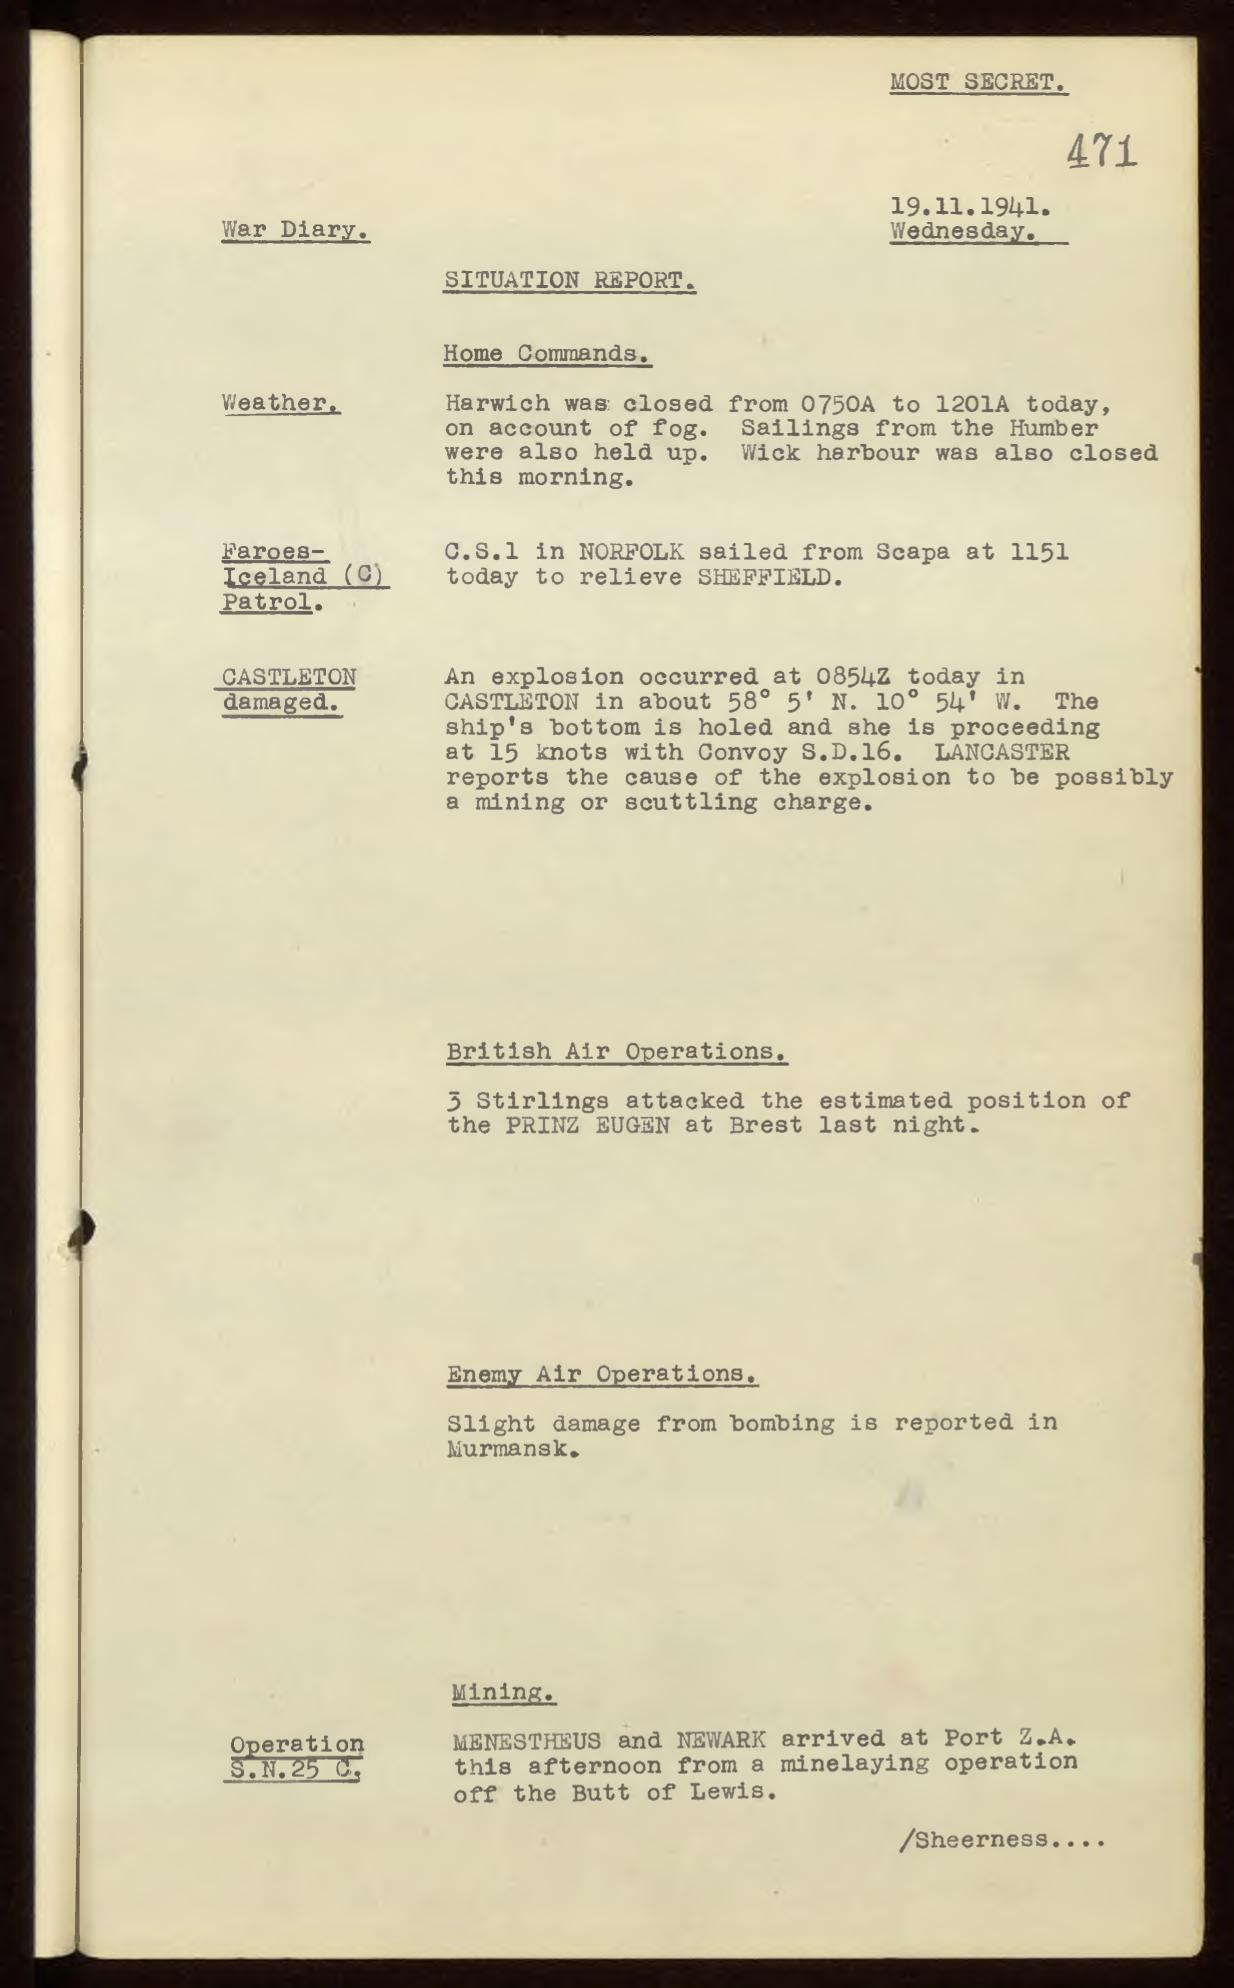 MOST SECRET.
471
19.11.1941.
War Diary.
Wednesday.
SITUATION REPORT.
Home Commands.
Weather.
Harwich was closed from 0750A to 1201A today,
on account of fog.  Sailings from the Humber
were also held up.  Wick harbour was also closed
this morning.
Faroes-
Iceland (C)
Patrol.
C.S.1 in NORFOLK sailed from Scapa at 1151
today to relieve SHEFFIELD.
CASTLETON
damaged.
An explosion occurred at 0854Z today in
CASTLETON in about 58° 5' N. 10° 54' W.  The
ship's bottom is holed and she is proceeding
at 15 knots with Convoy S.D.16.  LANCASTER
reports the cause of the explosion to be possibly
a mining or scuttling charge.
British Air Operations.
3 Stirlings attacked the estimated position of
the PRINZ EUGEN at Brest last night.
Enemy Air Operations.
Slight damage from bombing is reported in
Murmansk.
Mining.
Operation
S.N.25 C.
MENESTHEUS and NEWARK arrived at Port Z.A.
this afternoon from a minelaying operation
off the Butt of Lewis.
/Sheerness....